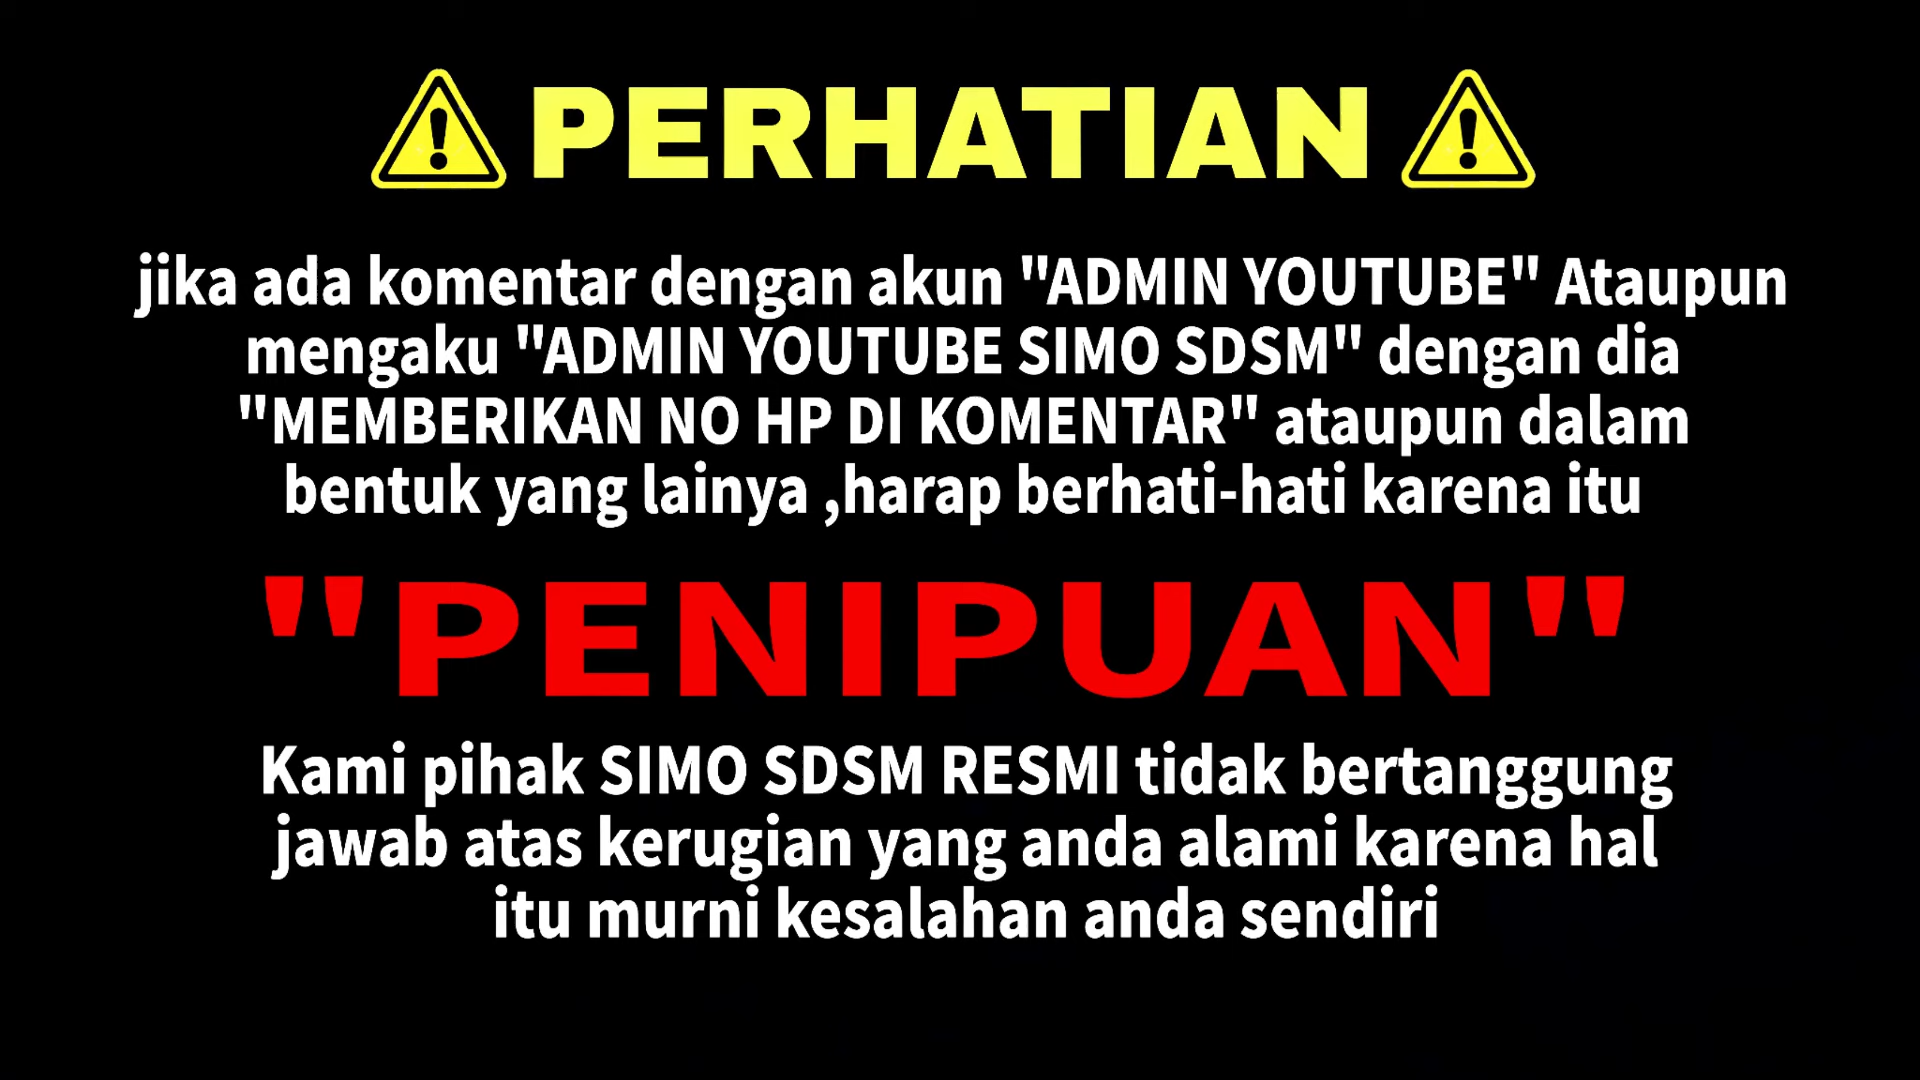 PERHATIAN
jika ada komentar dengan akun "ADMIN YOUTUBE" Ataupun
mengaku "ADMIN YOUTUBE SIMO SDSM" dengan dia
"MEMBERIKAN NO HP DI KOMENTAR" ataupun dalam
bentuk yang lainya ,harap berhati-hati karena itu
"PENIPUAN"
Kami pihak SIMO SDSM RESMI tidak bertanggung
jawab atas kerugian yang anda alami karena hal
itu murni kesalahan anda sendiri